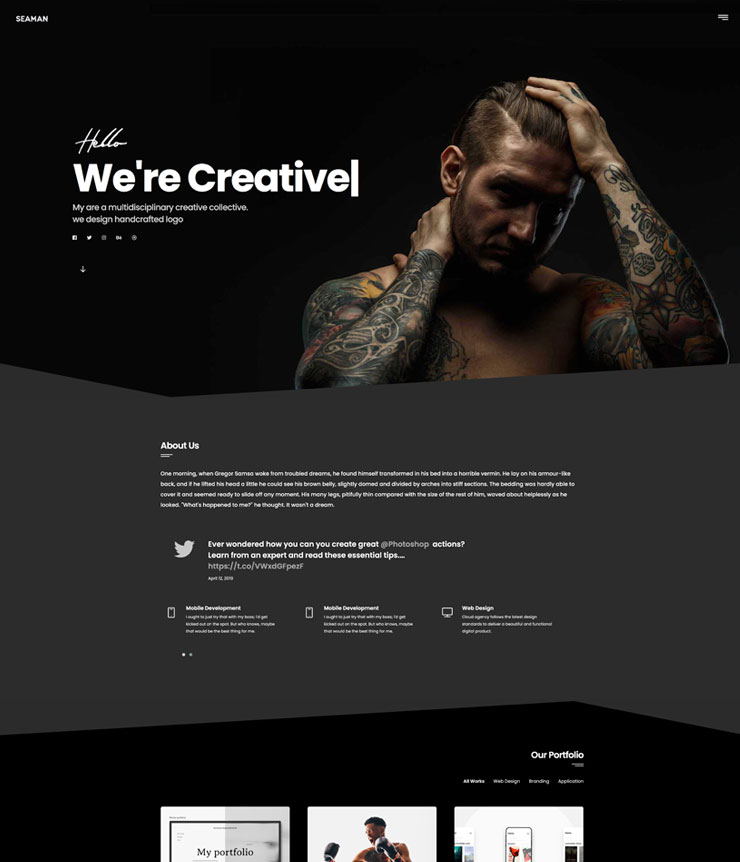 SEAMAN
Hello
We're Creative
My are a multidisciplinary creative collective.
we design handcrafted logo
Bē
About Us
One morning, when Gregor Samsa woke from troubled dreams, he found himself transformed in his bed into a horrible vermin. He lay on his armour-like
back, and if he lifted his head a little he could see his brown belly, slightly domed and divided by arches into stiff sections. The bedding was hardly able to
cover it and seemed ready to slide off any moment. His many legs, pitifully thin compared with the size of the rest of him, waved about helplessly as he
looked. "What's happened to me?" he thought. It wasn't a dream.
Ever wondered how you can you create great @Photoshop actions?
Learn from an expert and read these essential tips....
https://t.co/VWxdGFpezF
April 12, 2019
Mobile Development
I ought to just try that with my boss; I'd get
kicked out on the spot. But who knows, maybe
that would be the best thing for me.
Mobile Development
I ought to just try that with my boss; I'd get
kicked out on the spot. But who knows, maybe
that would be the best thing for me.
Web Design
Cloud agency follows the latest design
standards to deliver a beautiful and functional
digital product.
Our Portfolio
All Works Web Design Branding Application
My portfolio